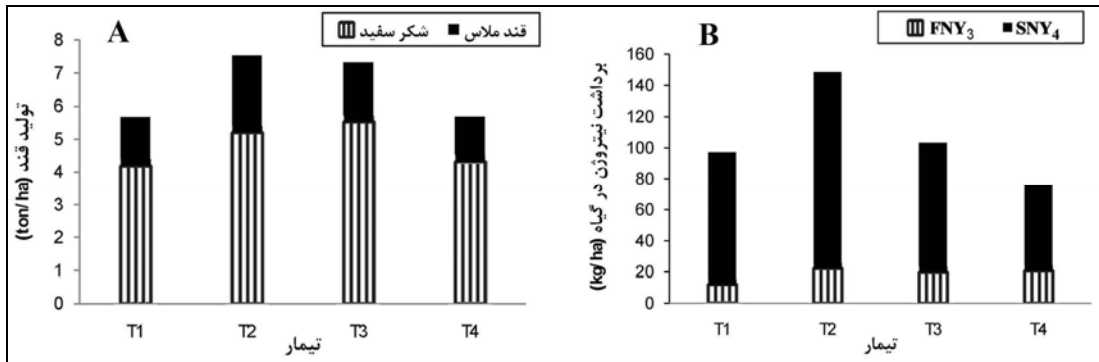 A
شکر سفید قند ملاس
8
7
6
5
4
3
2
1
0
تولید قند (ton/ha)
T1 T2 T3 T4
تیمار
B
FNY3 SNY4
160
140
120
100
80
60
40
20
0
برداشت نیتروژن در گیاه (kg/ha)
T1 T2 T3 T4
تیمار